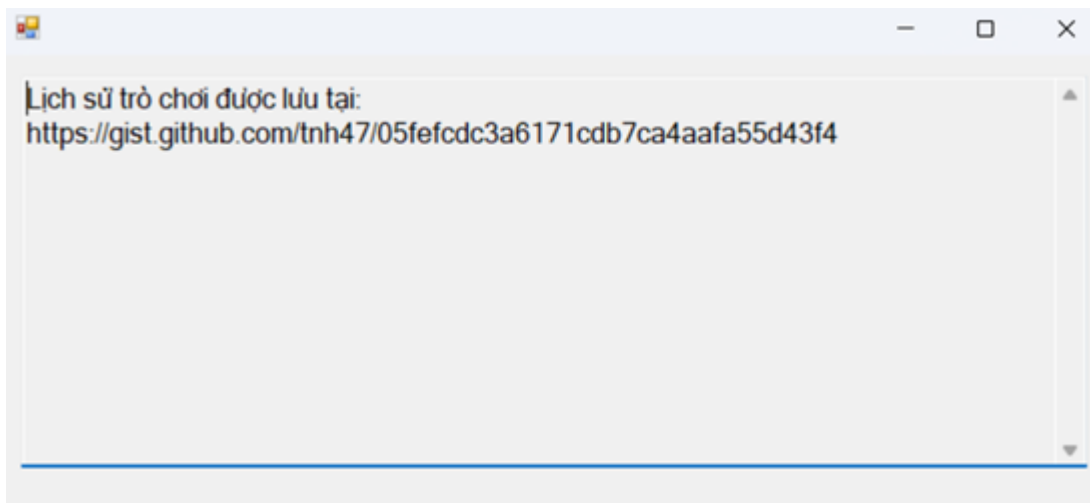 Lịch sử trò chơi được lưu tại:
https://gist.github.com/tnh47/05fefcdc3a6171cdb7ca4aafa55d43f4